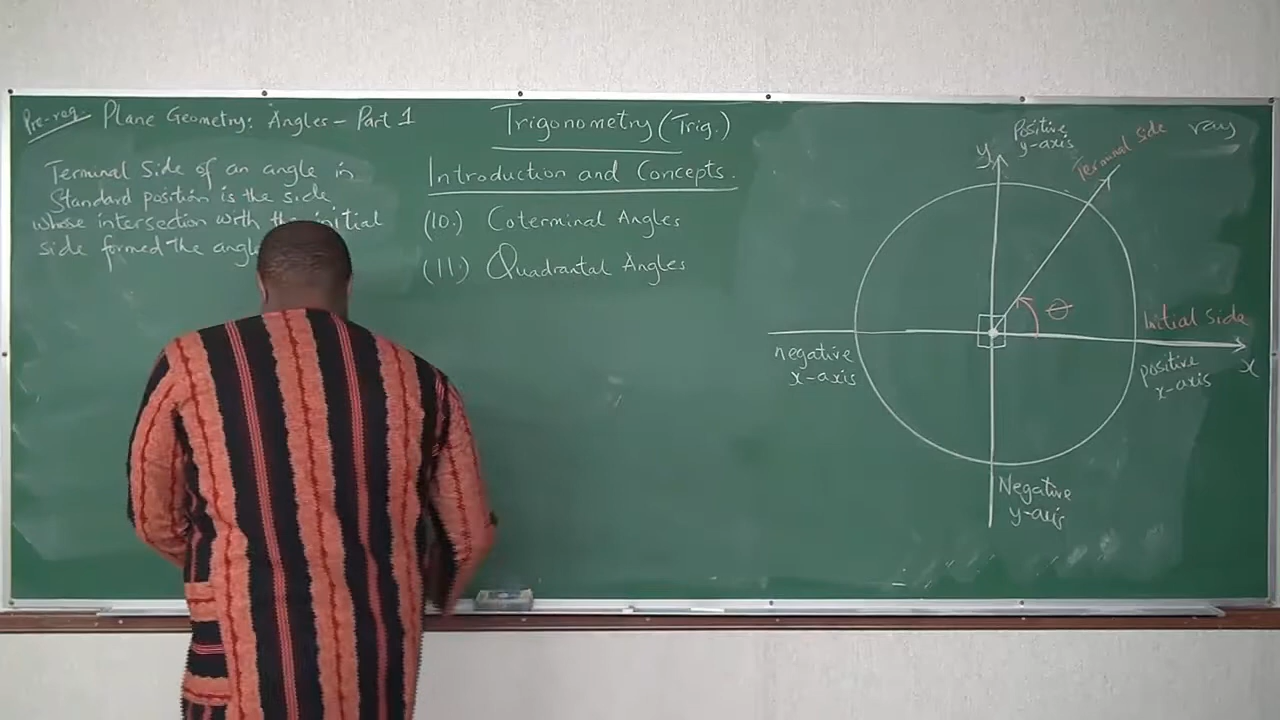 Pre-req. Plane Geometry: Angles - Part 1
Terminal Side of an angle in
Standard position is the side
whose intersection with the initial
side formed the angle
Trigonometry (Trig.)
Introduction and Concepts.
(10.) Coterminal Angles
(11.) Quadrantal Angles
y
Positive
y-axis
Terminal side
ray
θ
Initial Side
negative
x-axis
positive
x-axis
x
Negative
y-axis